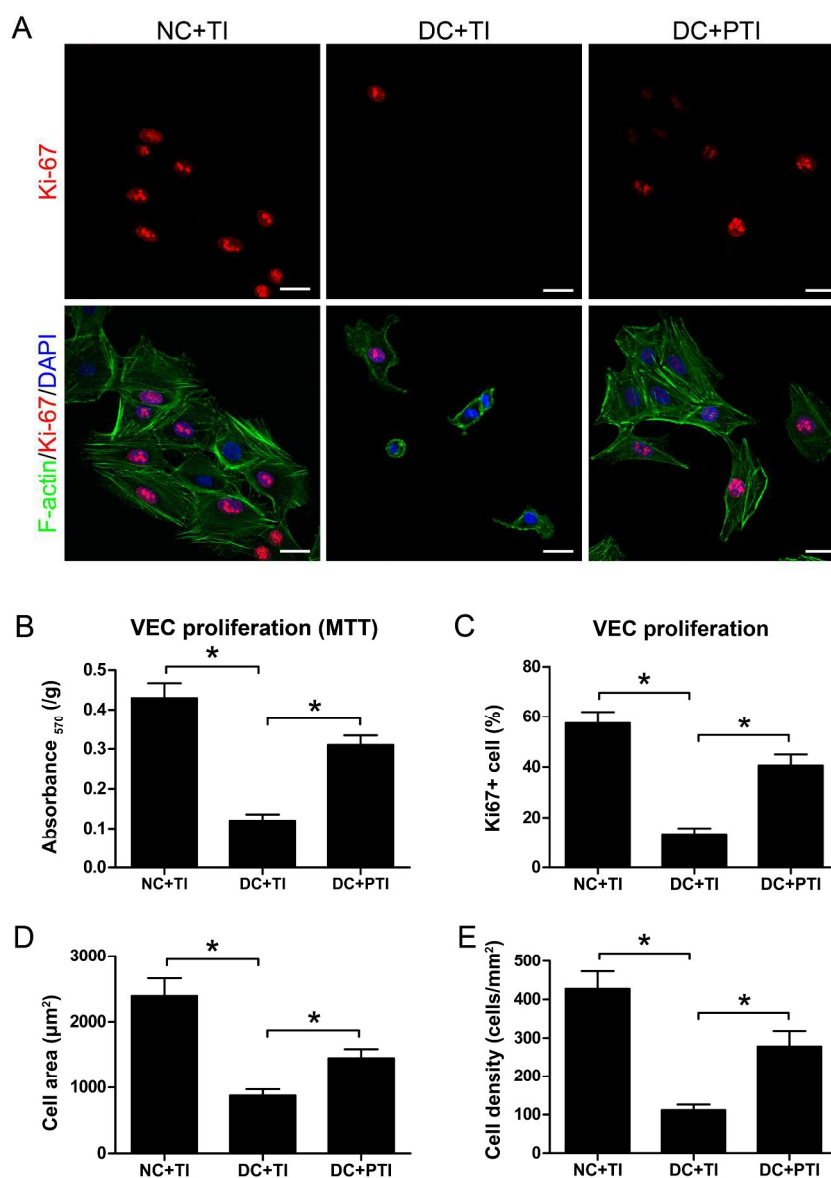 A
NC+TI DC+TI DC+PTI
Ki-67
F-actin/Ki-67/DAPI
B VEC proliferation (MTT)
Absorbance 570 (/g)
0.5
0.4
0.3
0.1
0.0
*
*
NC+TI DC+TI DC+PTI
C VEC proliferation
Ki67+ cell (%)
80
60
40
20
0
*
*
NC+TI DC+TI DC+PTI
D
Cell area (µm²)
3000
2000
1000
0
*
*
NC+TI DC+TI DC+PTI
E
Cell density (cells/mm²)
500
400
300
200
100
0
*
*
NC+TI DC+TI DC+PTI